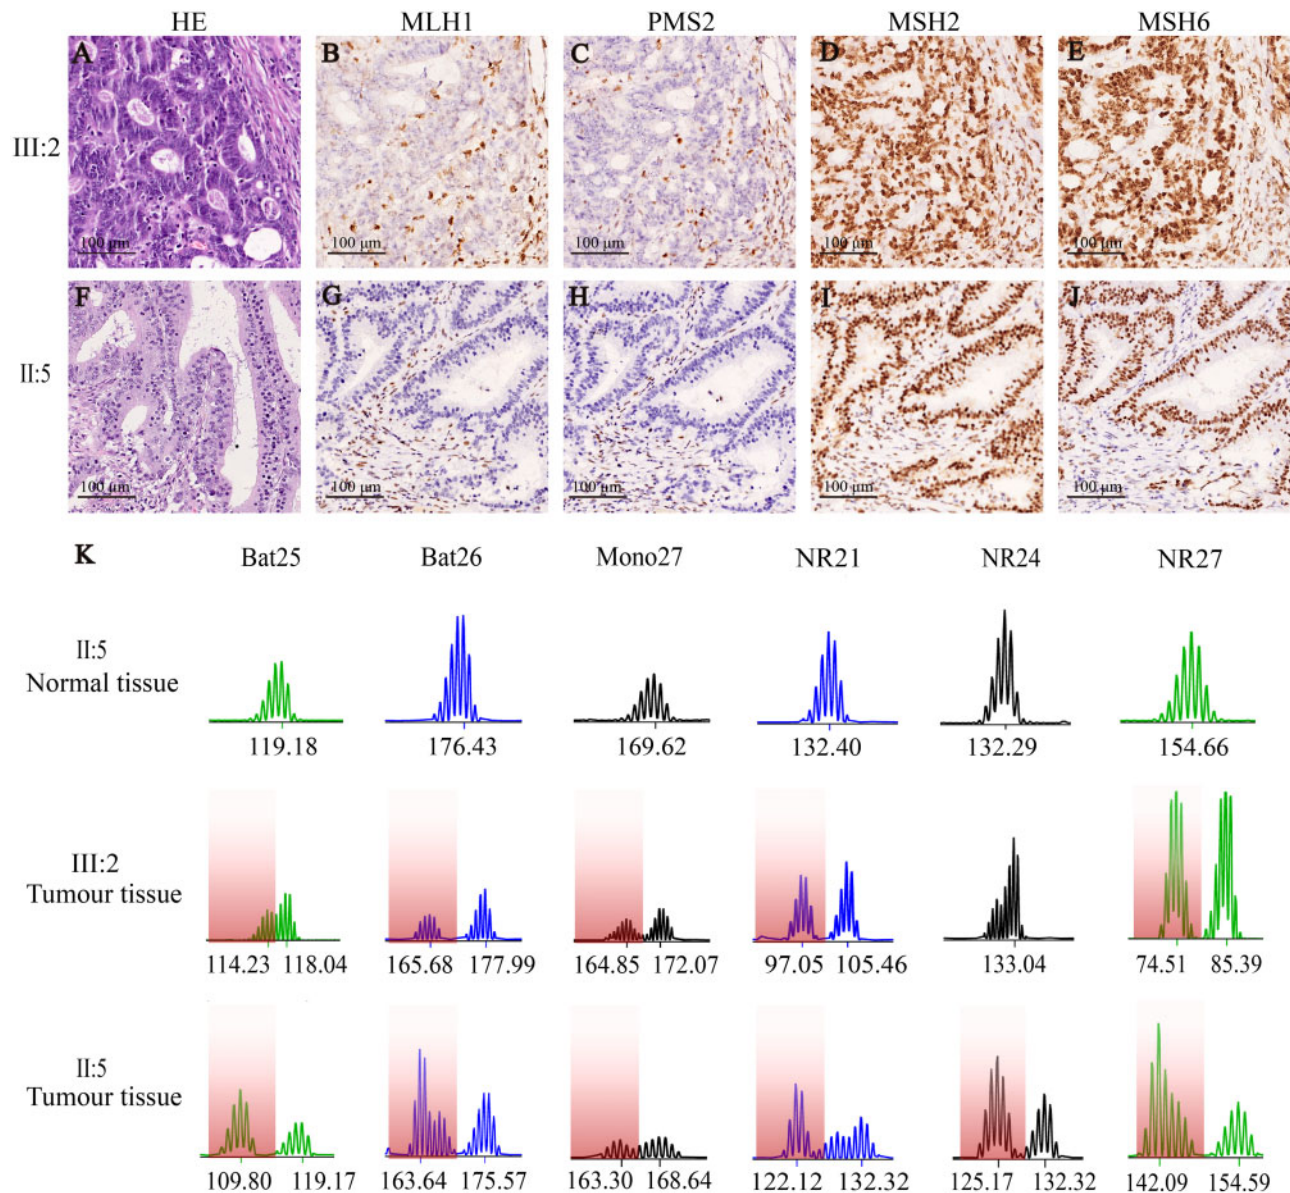 HE MLH1 PMS2 MSH2 MSH6
III:2
A B C D E
100 μm 100 μm 100 μm 100 μm 100 μm
II:5
F G H I J
100 μm 100 μm 100 μm 100 μm 100 μm
K Bat25 Bat26 Mono27 NR21 NR24 NR27
II:5
Normal tissue
119.18 176.43 169.62 132.40 132.29 154.66
III:2
Tumour tissue
114.23 118.04 165.68 177.99 164.85 172.07 97.05 105.46 133.04 74.51 85.39
II:5
Tumour tissue
109.80 119.17 163.64 175.57 163.30 168.64 122.12 132.32 125.17 132.32 142.09 154.59